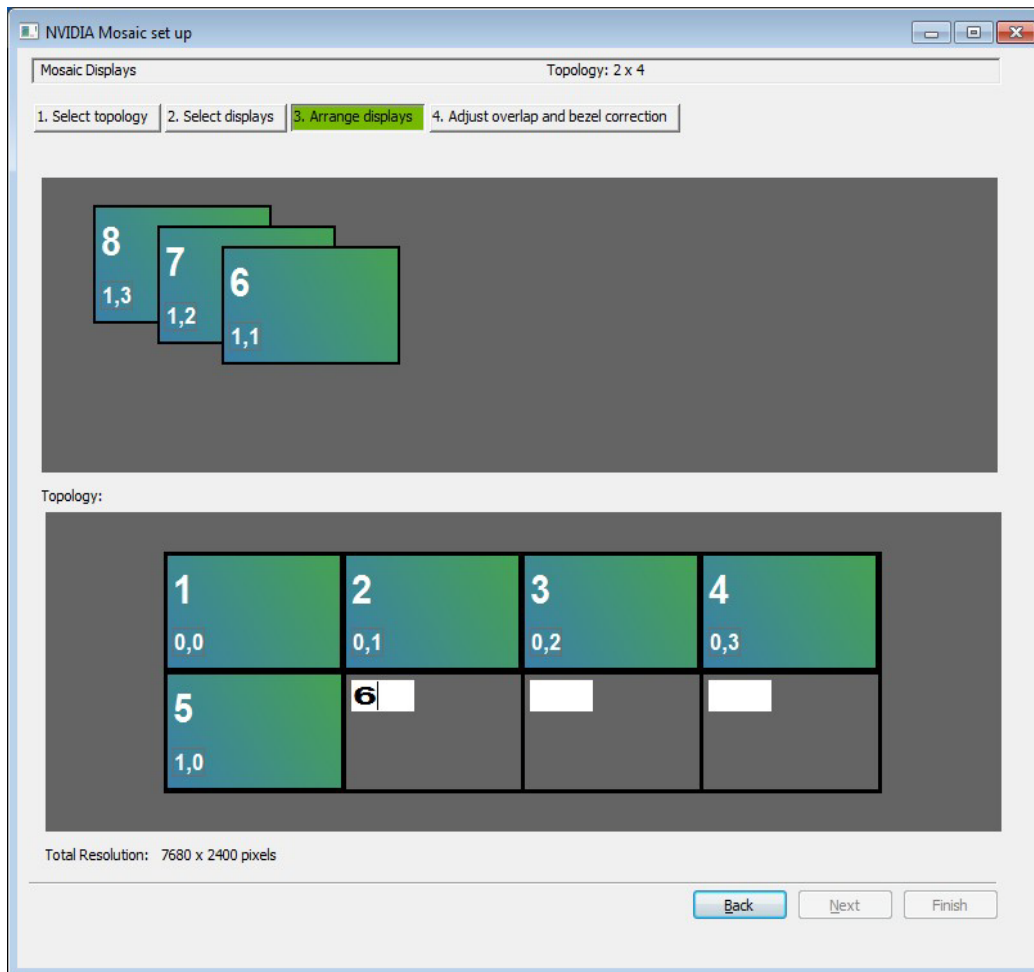 NVIDIA Mosaic set up
Mosaic Displays Topology: 2 x 4
1. Select topology 2. Select displays 3. Arrange displays 4. Adjust overlap and bezel correction
8
1,3
7
1,2
6
1,1
Topology:
1 2 3 4
0,0 0,1 0,2 0,3
5 6
1,0
Total Resolution: 7680 x 2400 pixels
Back Next Finish